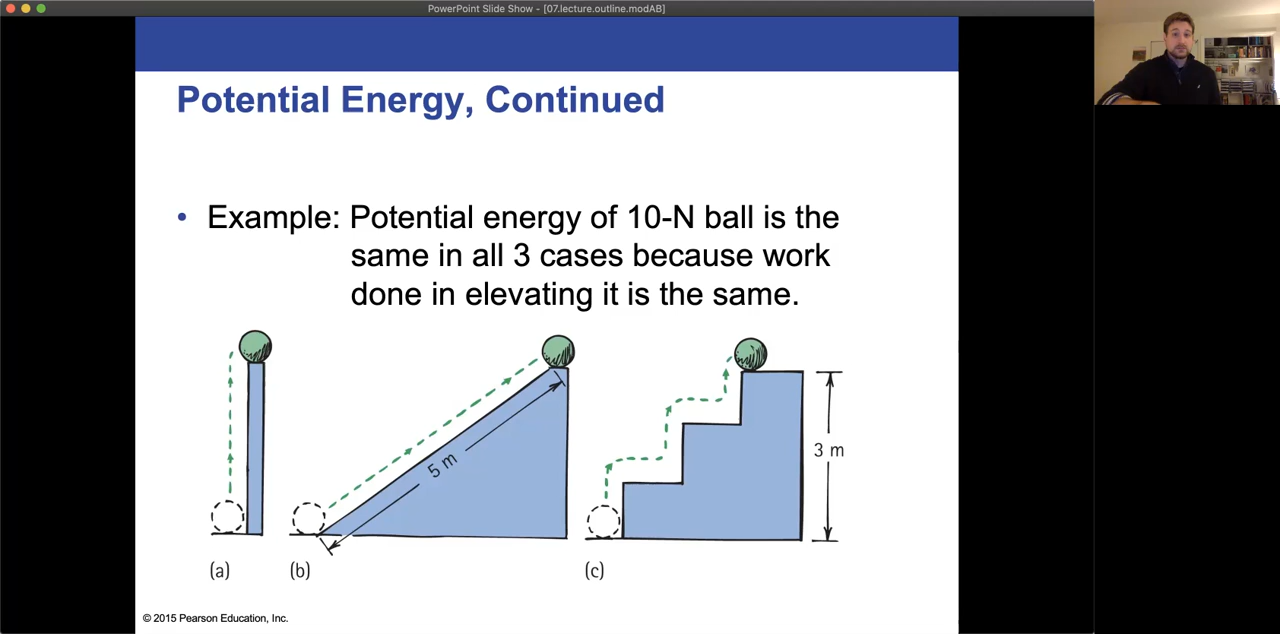 PowerPoint Slide Show - [07.lecture.outline.modAB]
Potential Energy, Continued
• Example: Potential energy of 10-N ball is the
same in all 3 cases because work
done in elevating it is the same.
5 m
3 m
(a)
(b)
(c)
© 2015 Pearson Education, Inc.